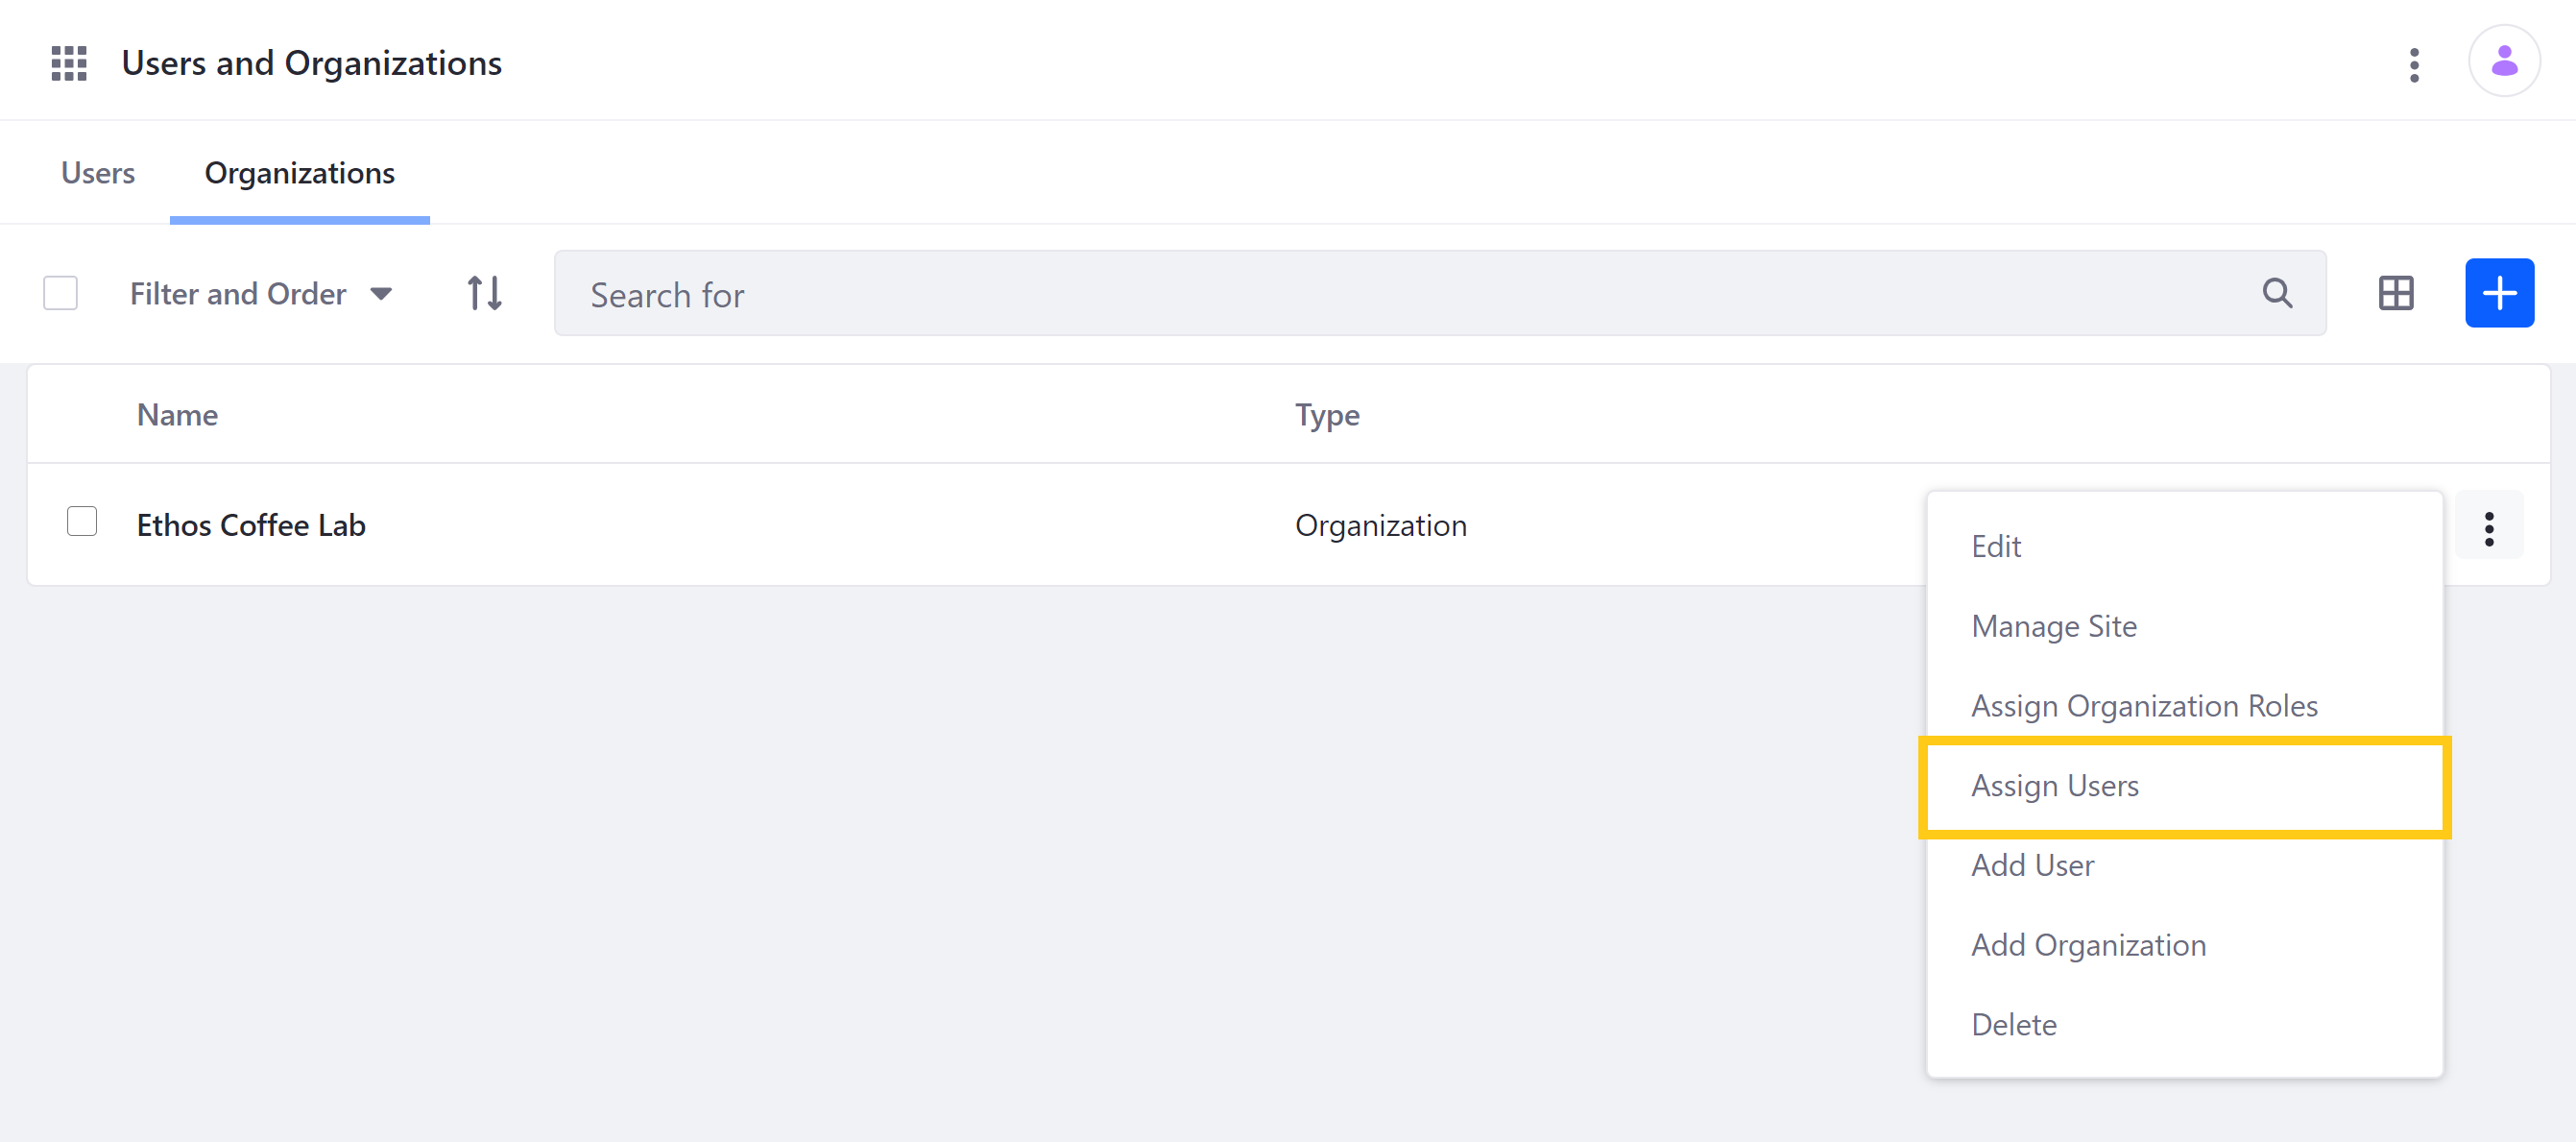 Users and Organizations
Users
Organizations
Filter and Order
Search for
Name
Type
Ethos Coffee Lab
Organization
Edit
Manage Site
Assign Organization Roles
Assign Users
Add User
Add Organization
Delete